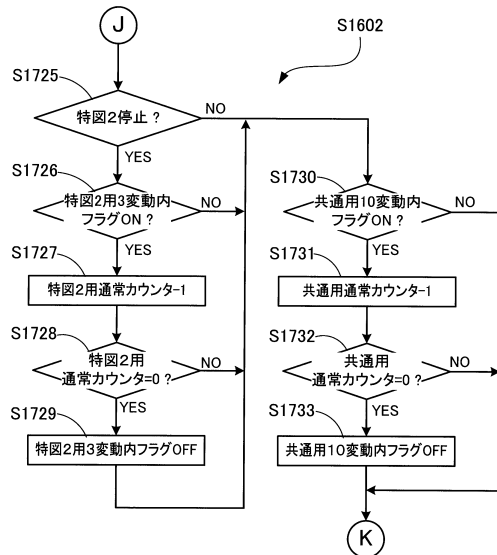 J
S1602
S1725
特図2停止?
NO
YES
S1726
特図2用3変動内
フラグON?
NO
YES
S1727
特図2用通常カウンタ-1
S1728
特図2用
通常カウンタ=0?
NO
YES
S1729
特図2用3変動内フラグOFF
S1730
共通用10変動内
フラグON?
NO
YES
S1731
共通用通常カウンタ-1
S1732
共通用
通常カウンタ=0?
NO
YES
S1733
共通用10変動内フラグOFF
K